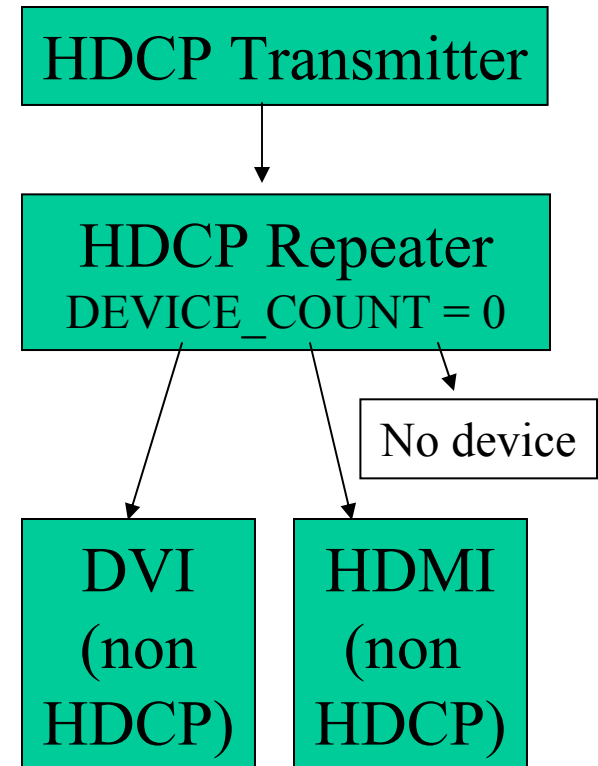 HDCP Transmitter
HDCP Repeater
DEVICE_COUNT = 0
No device
DVI
(non
HDCP)
HDMI
(non
HDCP)